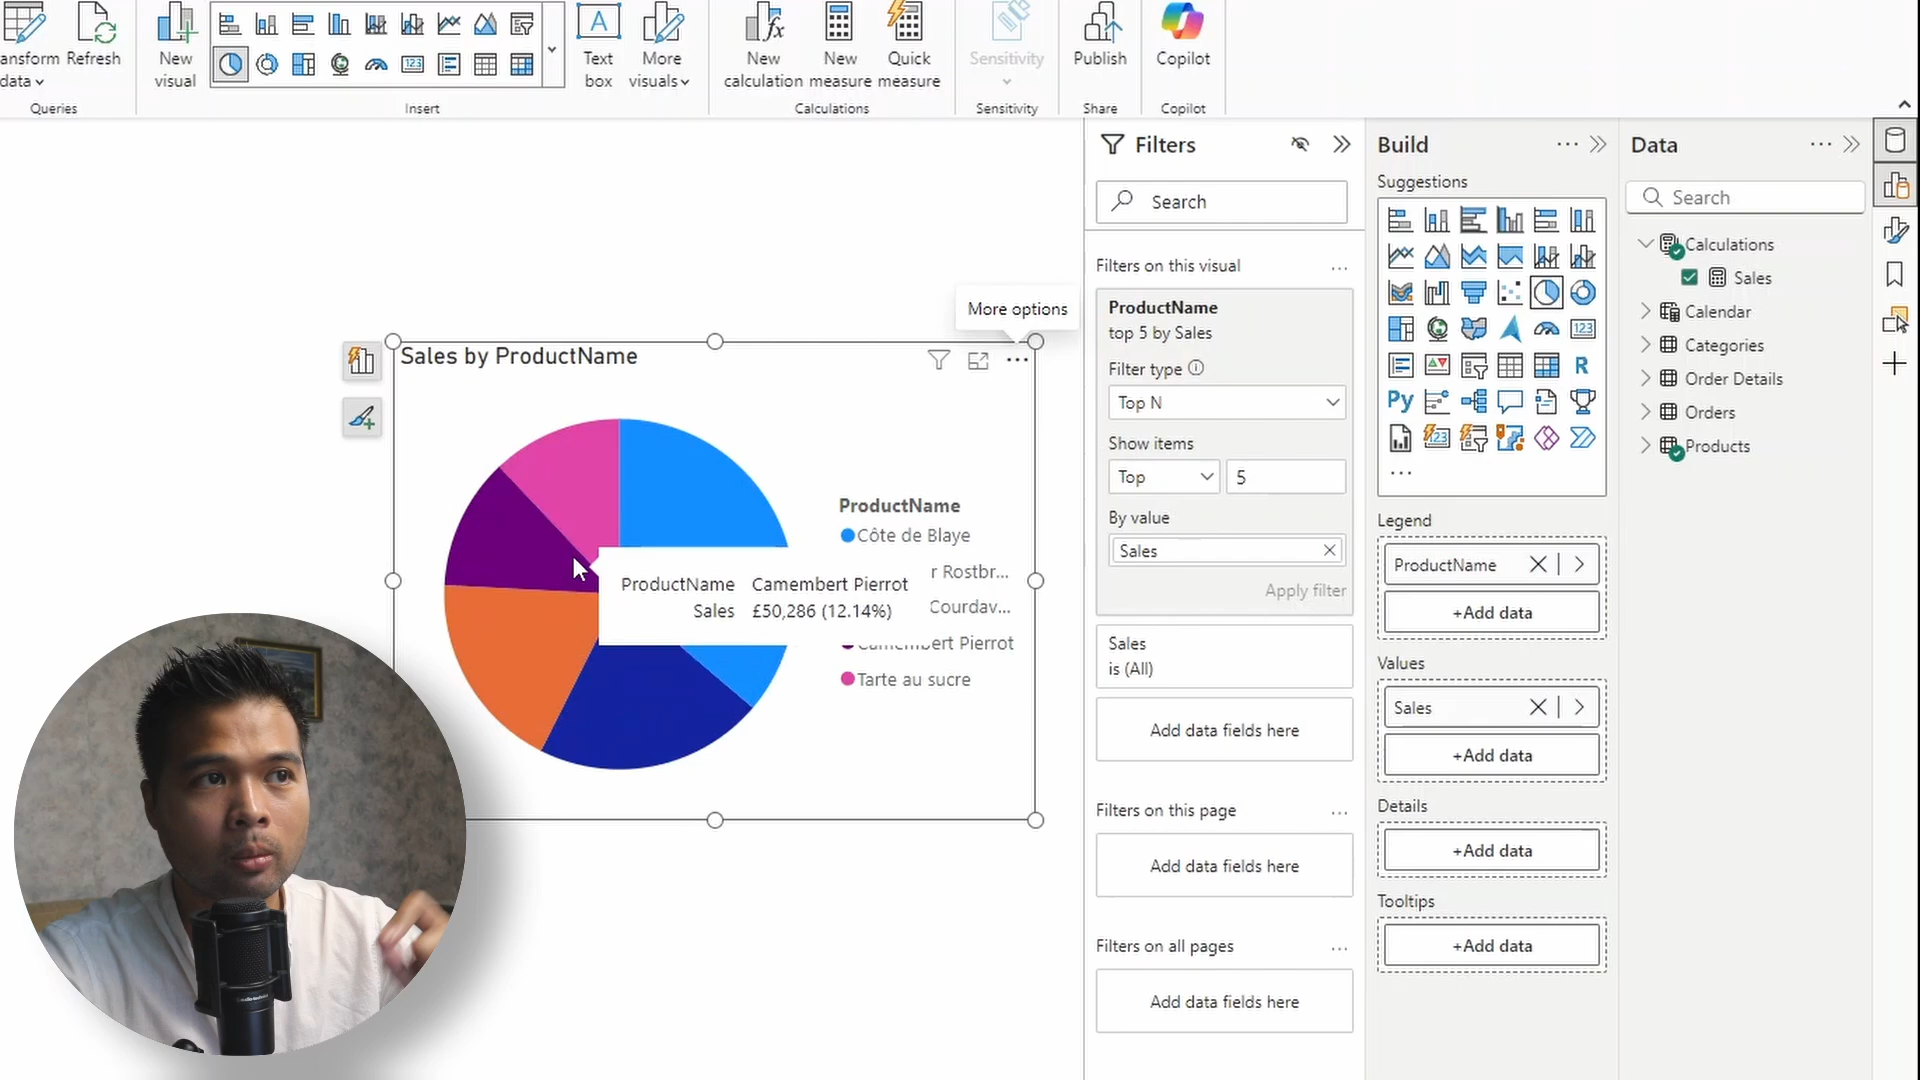 ansform
data
Refresh
Queries
New
visual
Insert
A
123
Text
box
More
visuals
New
calculation
New
measure
Quick
measure
Calculations
Sensitivity
Sensitivity
Publish
Share
Copilot
Copilot
More options
Sales by ProductName
ProductName
Côte de Blaye
r Rostbr...
Courdav...
Camembert Pierrot
Tarte au sucre
ProductName Camembert Pierrot
Sales £50,286 (12.14%)
Filters
Search
Filters on this visual
ProductName
top 5 by Sales
Filter type
Top N
Show items
Top
5
By value
Sales
Apply filter
Sales
is (All)
Add data fields here
Filters on this page
Add data fields here
Filters on all pages
Add data fields here
Build
Suggestions
123
R
Py
123
Legend
ProductName
+Add data
Values
Sales
+Add data
Details
+Add data
Tooltips
+Add data
Data
Search
Calculations
Sales
Calendar
Categories
Order Details
Orders
Products